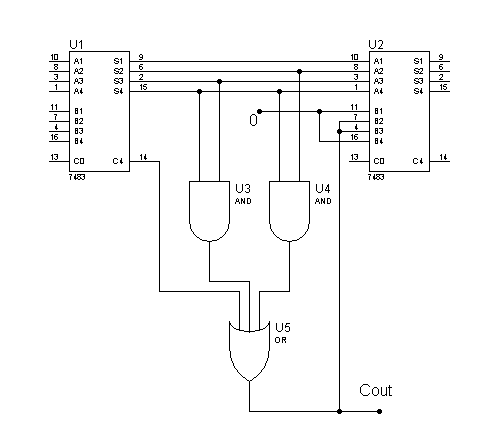 U1 U2
10 A1 S1 9 10 A1 S1 9
8 A2 S2 6 8 A2 S2 6
3 A3 S3 2 3 A3 S3 2
1 A4 S4 15 1 A4 S4 15
11 B1 11 B1
7 B2 0 7 B2
4 B3 4 B3
16 B4 16 B4
13 C0 C4 14 13 C0 C4 14
7483 7483
U3 U4
AND AND
U5
OR
Cout